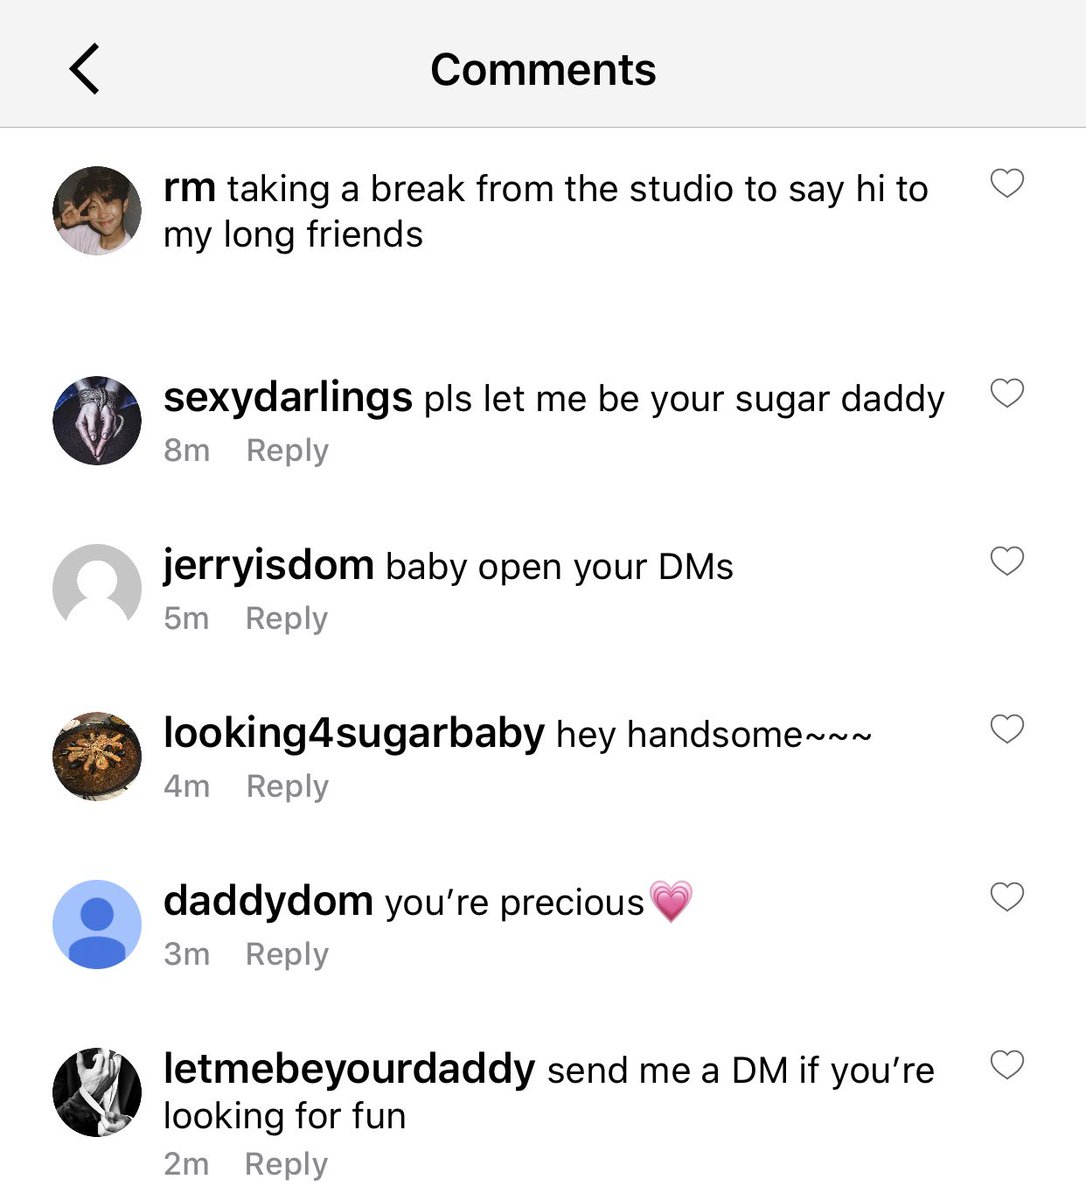 Comments
rm taking a break from the studio to say hi to
my long friends
sexydarlings pls let me be your sugar daddy
8m Reply
jerryisdom baby open your DMs
5m Reply
looking4sugarbaby hey handsome~~~
4m Reply
daddydom you’re precious💗
3m Reply
letmebeyourdaddy send me a DM if you’re
looking for fun
2m Reply